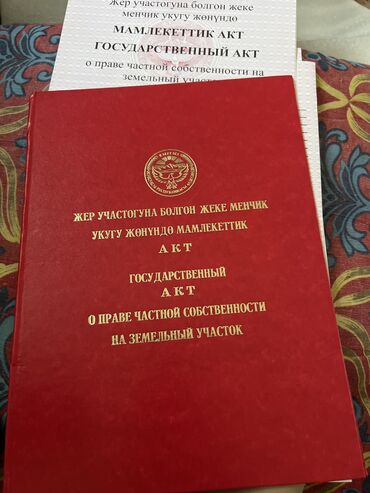 Жер участогуна болгон жеке
менчик укугу жөнүндө
МАМЛЕКЕТТИК АКТ
ГОСУДАРСТВЕННЫЙ АКТ
о праве частной собственности на
земельный
ЖЕР УЧАСТОГУНА БОЛГОН ЖЕКЕ МЕНЧИК
УКУГУ ЖӨНҮНДӨ МАМЛЕКЕТТИК
АКТ
ГОСУДАРСТВЕННЫЙ
АКТ
О ПРАВЕ ЧАСТНОЙ СОБСТВЕННОСТИ
НА ЗЕМЕЛЬНЫЙ УЧАСТОК